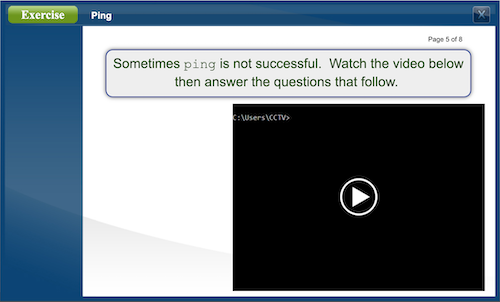 Exercise
Ping
X
Page 5 of 8
Sometimes ping is not successful. Watch the video below
then answer the questions that follow.
C:\Users\CCTV>